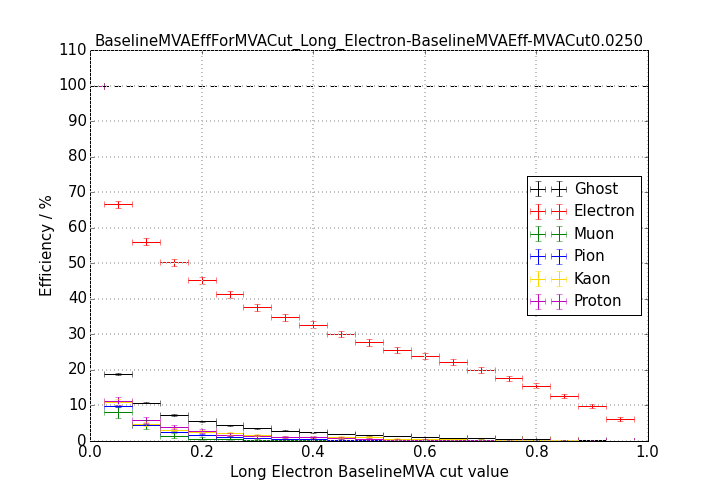 BaselineMVAEffForMVACut_Long_Electron-BaselineMVAEff-MVACut0.0250
110
100
90
80
70
60
50
40
30
20
10
0
Efficiency / %
Ghost
Electron
Muon
Pion
Kaon
Proton
0.0 0.2 0.4 0.6 0.8 1.0
Long Electron BaselineMVA cut value